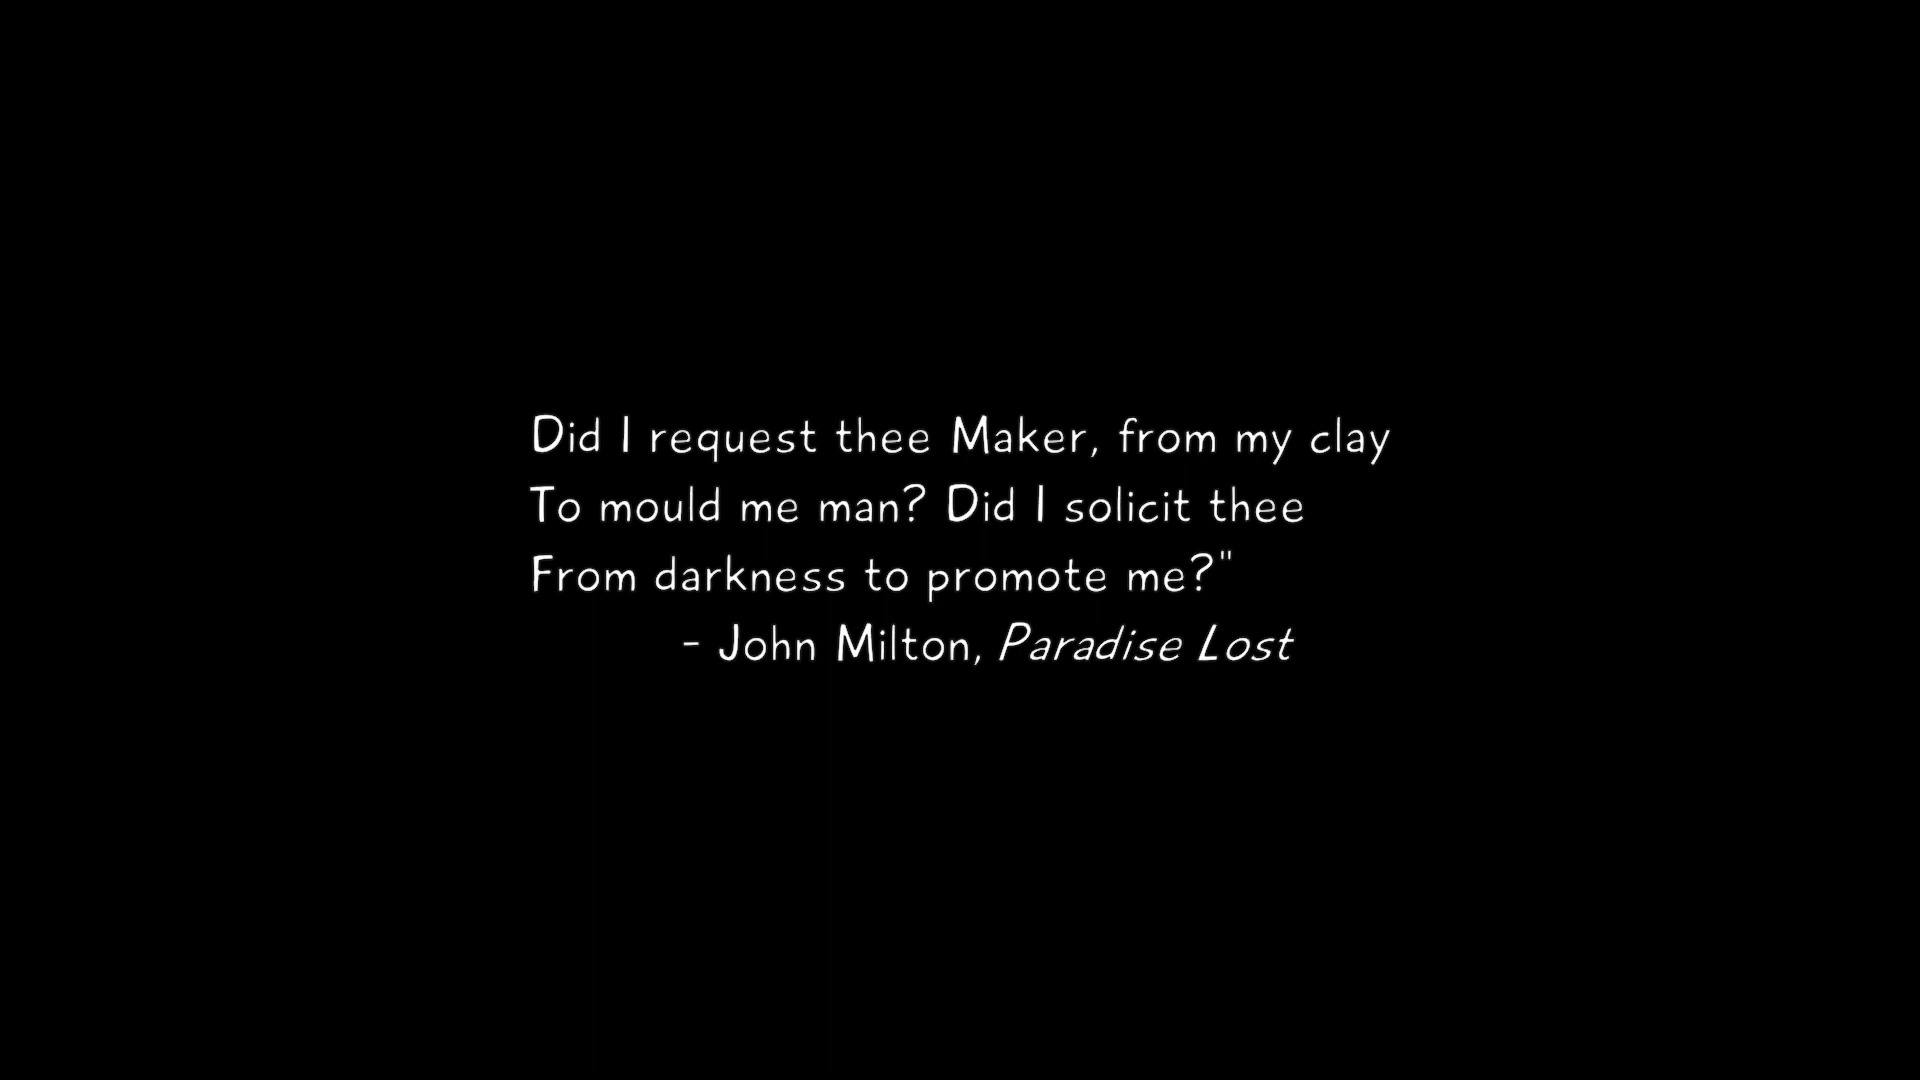 Did I request thee Maker, from my clay
To mould me man? Did I solicit thee
From darkness to promote me?"
- John Milton, Paradise Lost